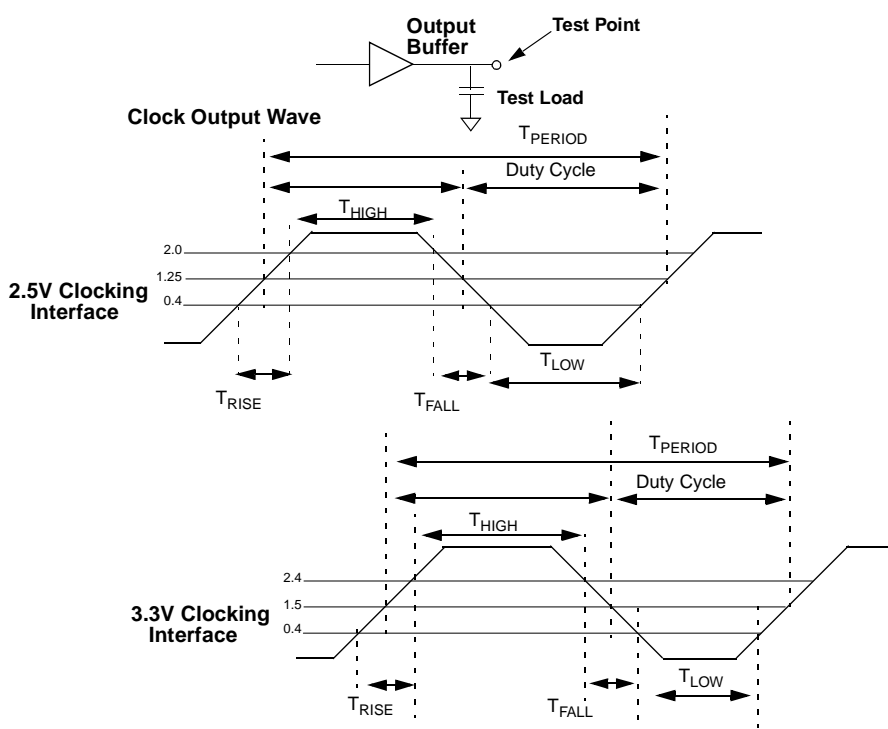 Output
Buffer
Test Point
Test Load
Clock Output Wave
TPERIOD
Duty Cycle
THIGH
2.0
1.25
0.4
2.5V Clocking
Interface
TLOW
TRISE
TFALL
TPERIOD
Duty Cycle
THIGH
2.4
1.5
0.4
3.3V Clocking
Interface
TLOW
TRISE
TFALL